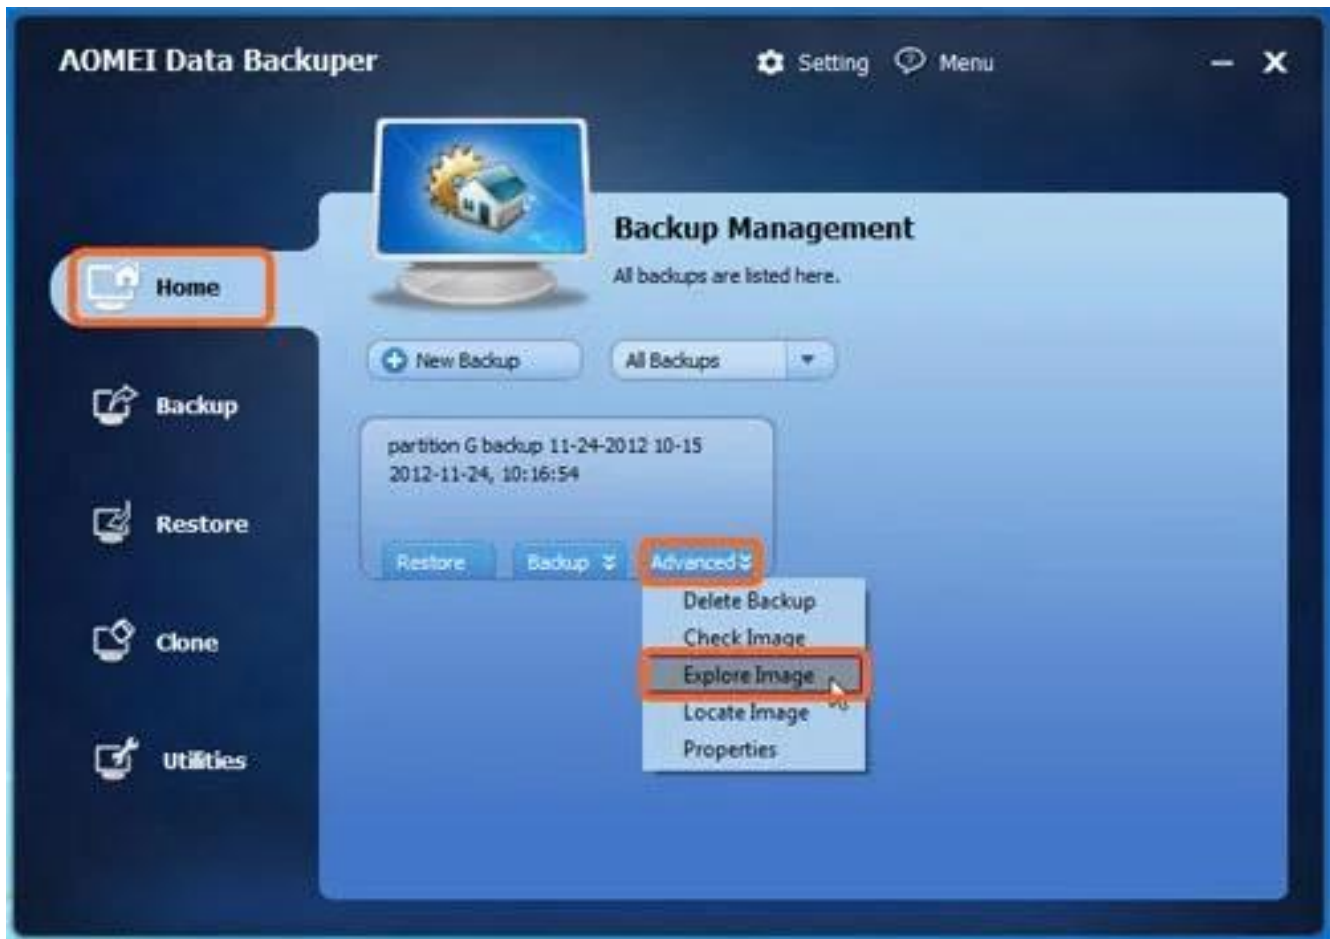 AOMEI Data Backuper
Setting
Menu
Backup Management
All backups are listed here.
Home
New Backup
All Backups
Backup
partition G backup 11-24-2012 10-15
2012-11-24, 10:16:54
Restore
Restore
Backup
Advanced
Delete Backup
Check Image
Explore Image
Locate Image
Properties
Clone
Utilities